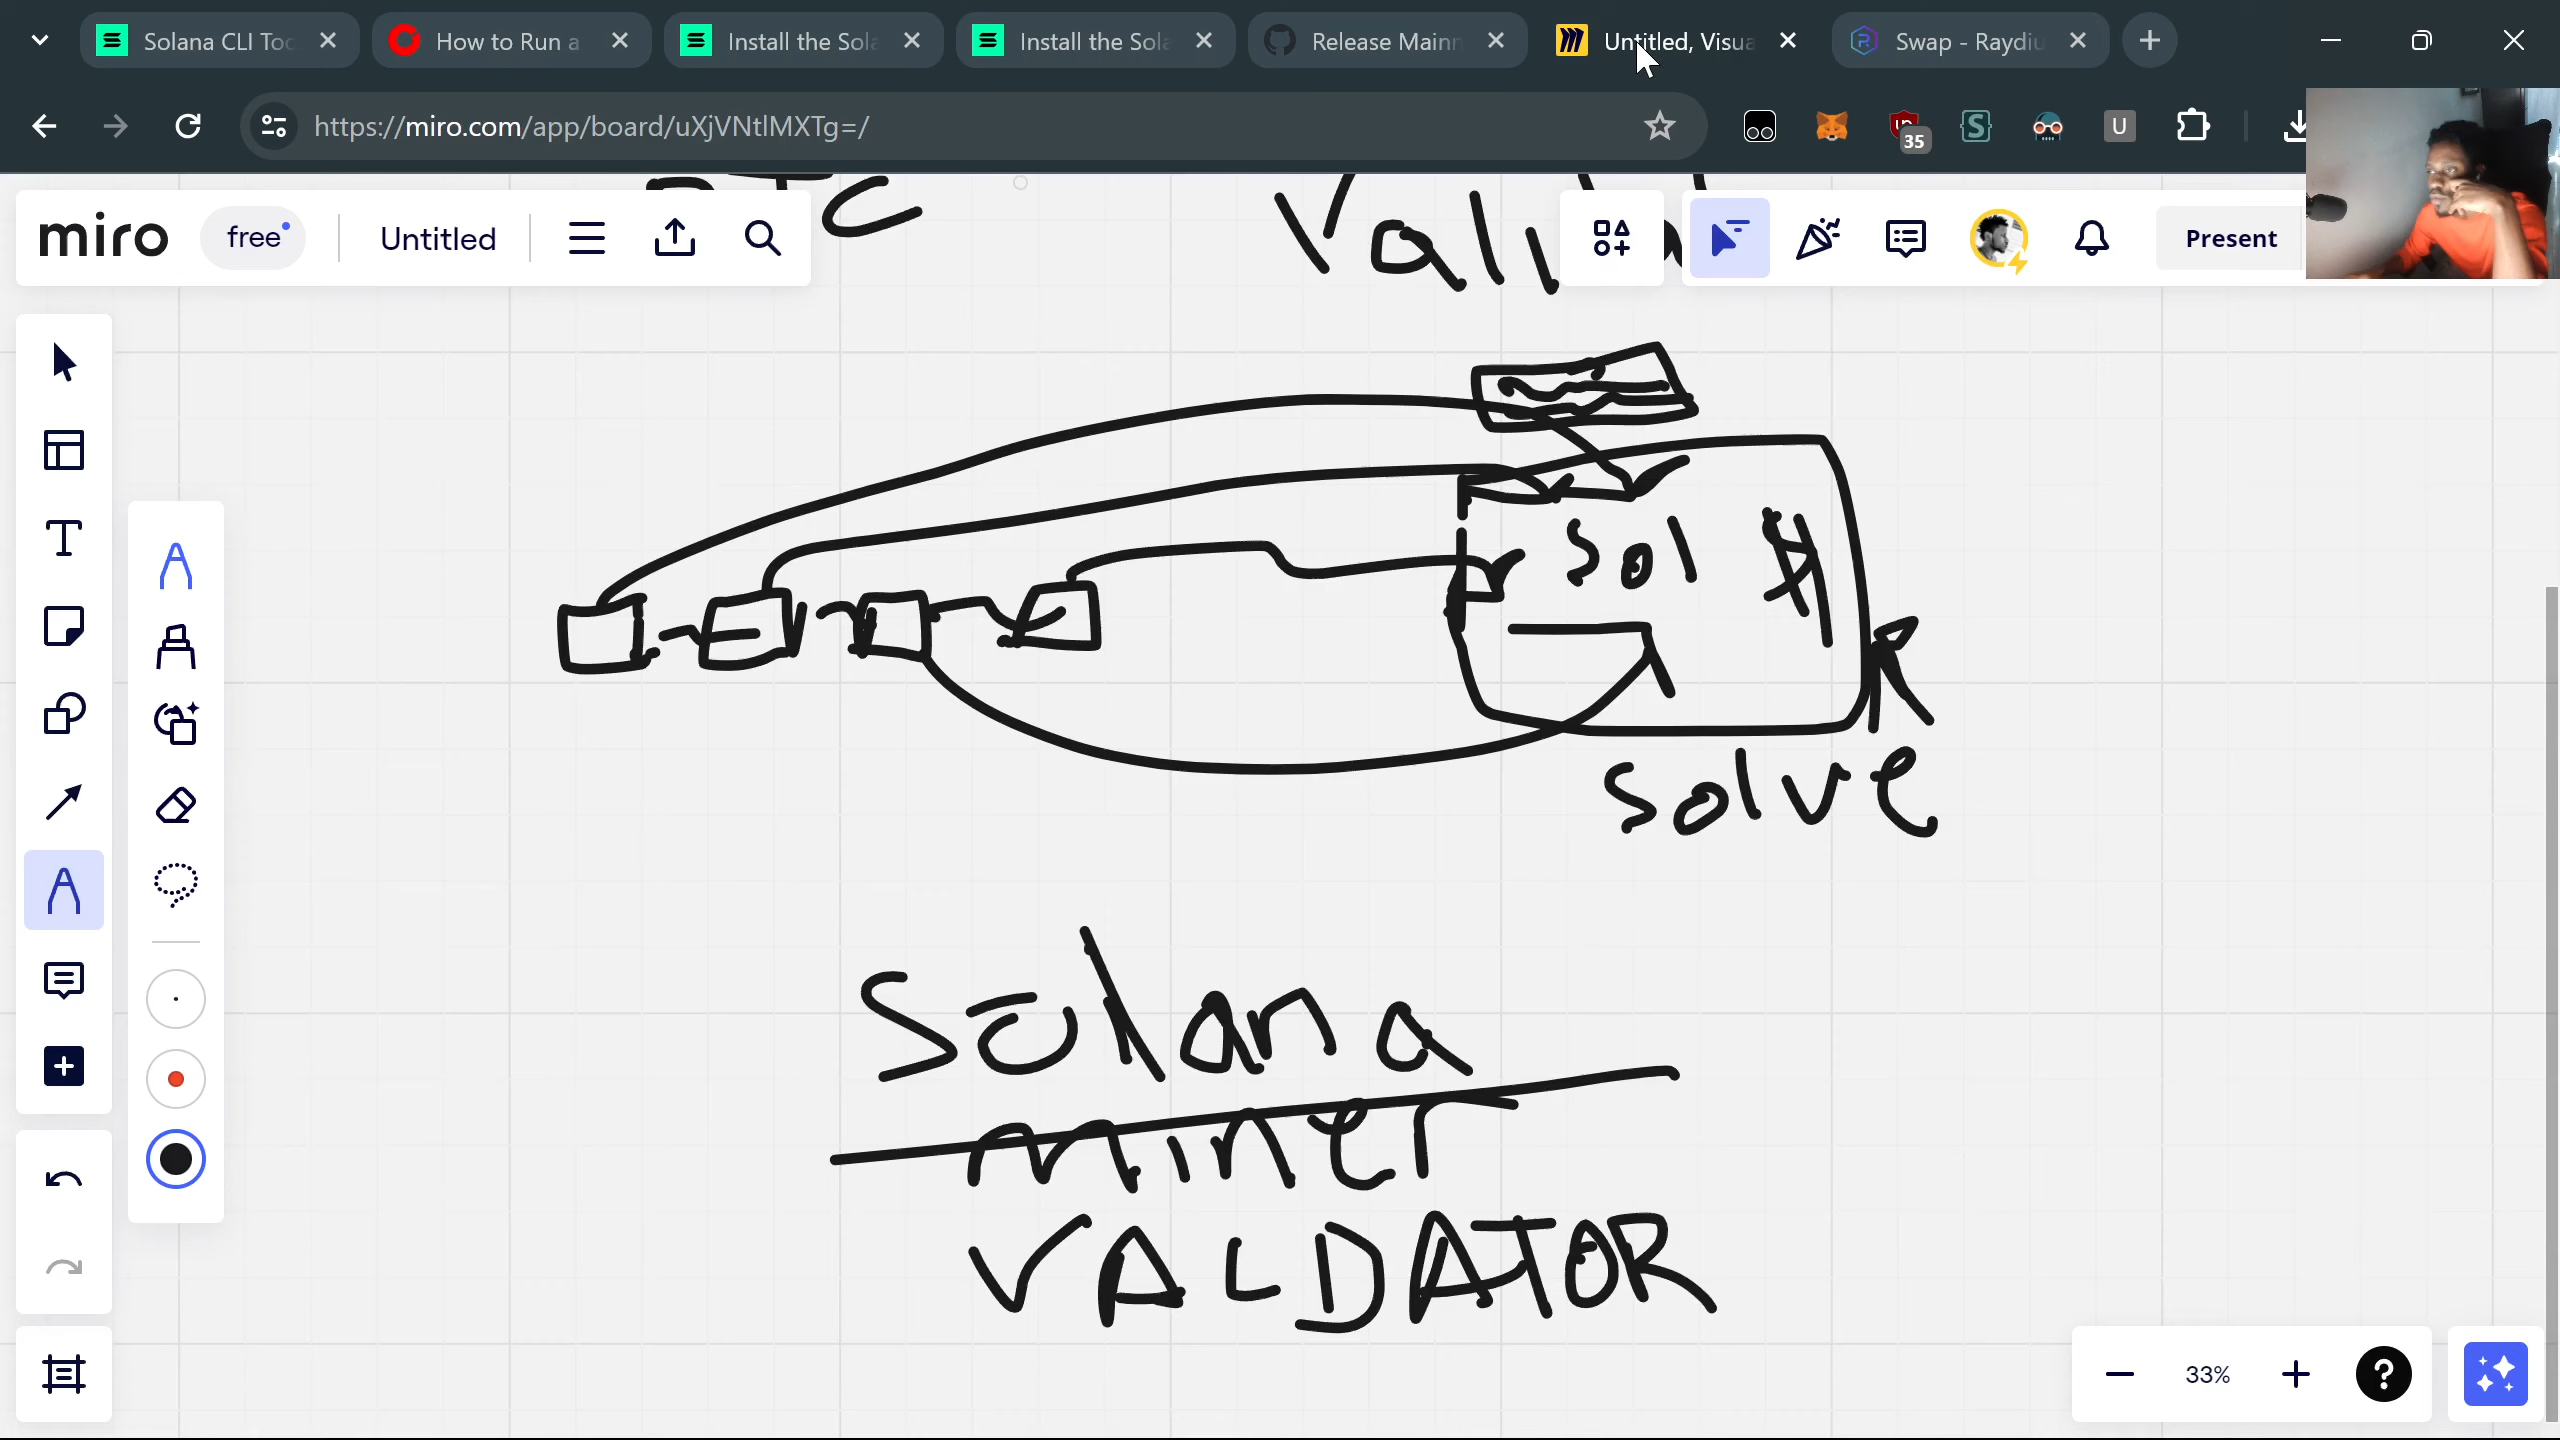 Solana CLI Too
How to Run a
Install the Sola
Install the Sola
Release Mainn
Untitled, Visua
Swap - Raydiu
https://miro.com/app/board/uXjVNtlMXTg=/
35
U
miro
free
Untitled
Present
Sol
Solve
Solana
miner
VALDATOR
33%